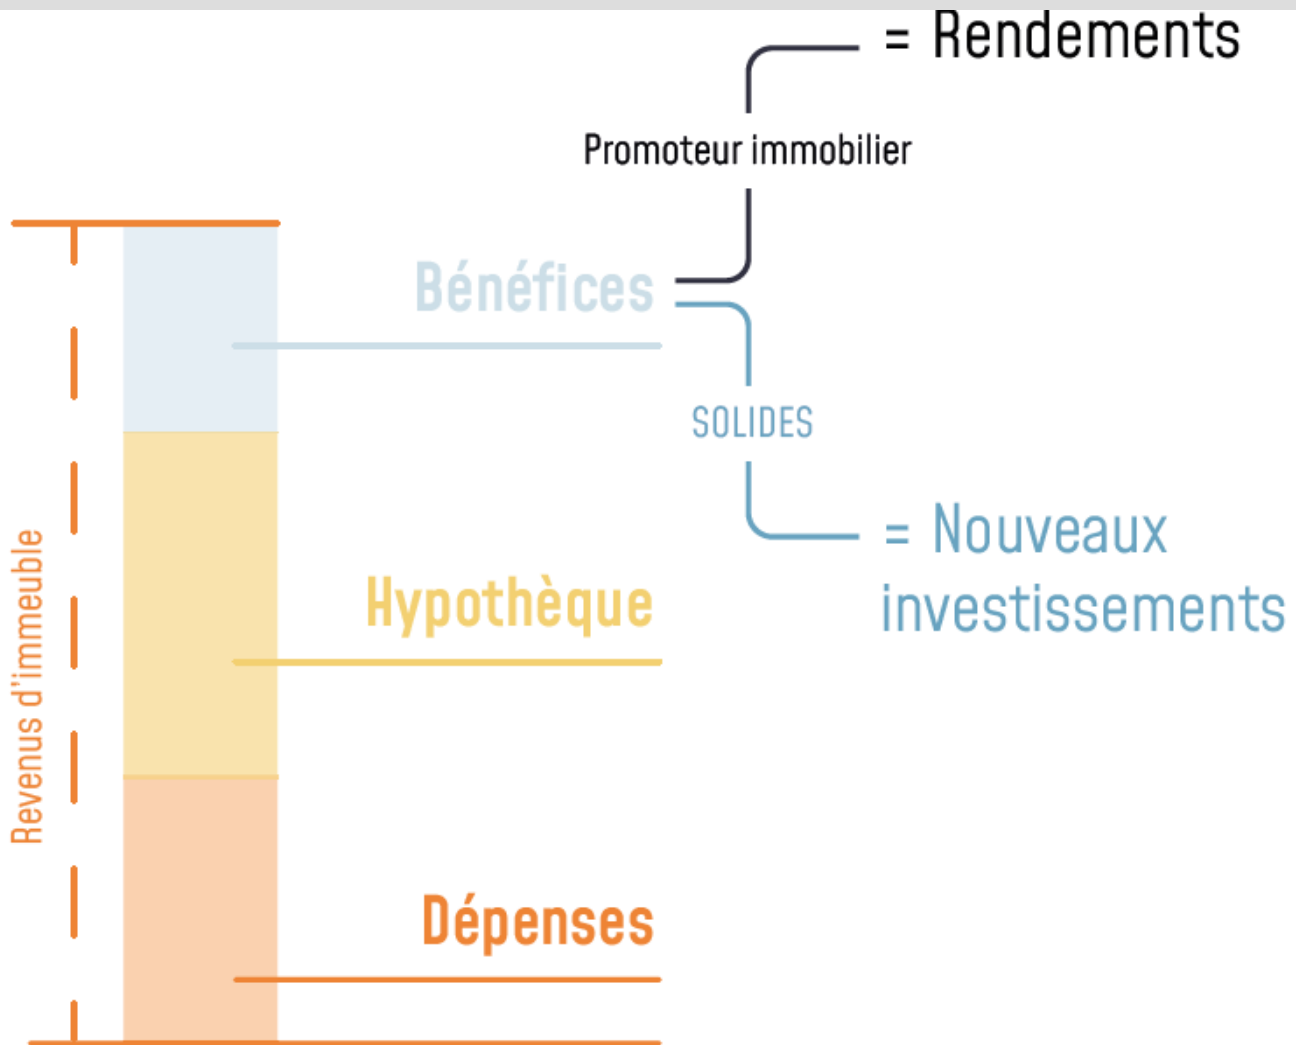 = Rendements
Promoteur immobilier
Bénéfices
SOLIDES
= Nouveaux
investissements
Hypothèque
Revenus d'immeuble
Dépenses